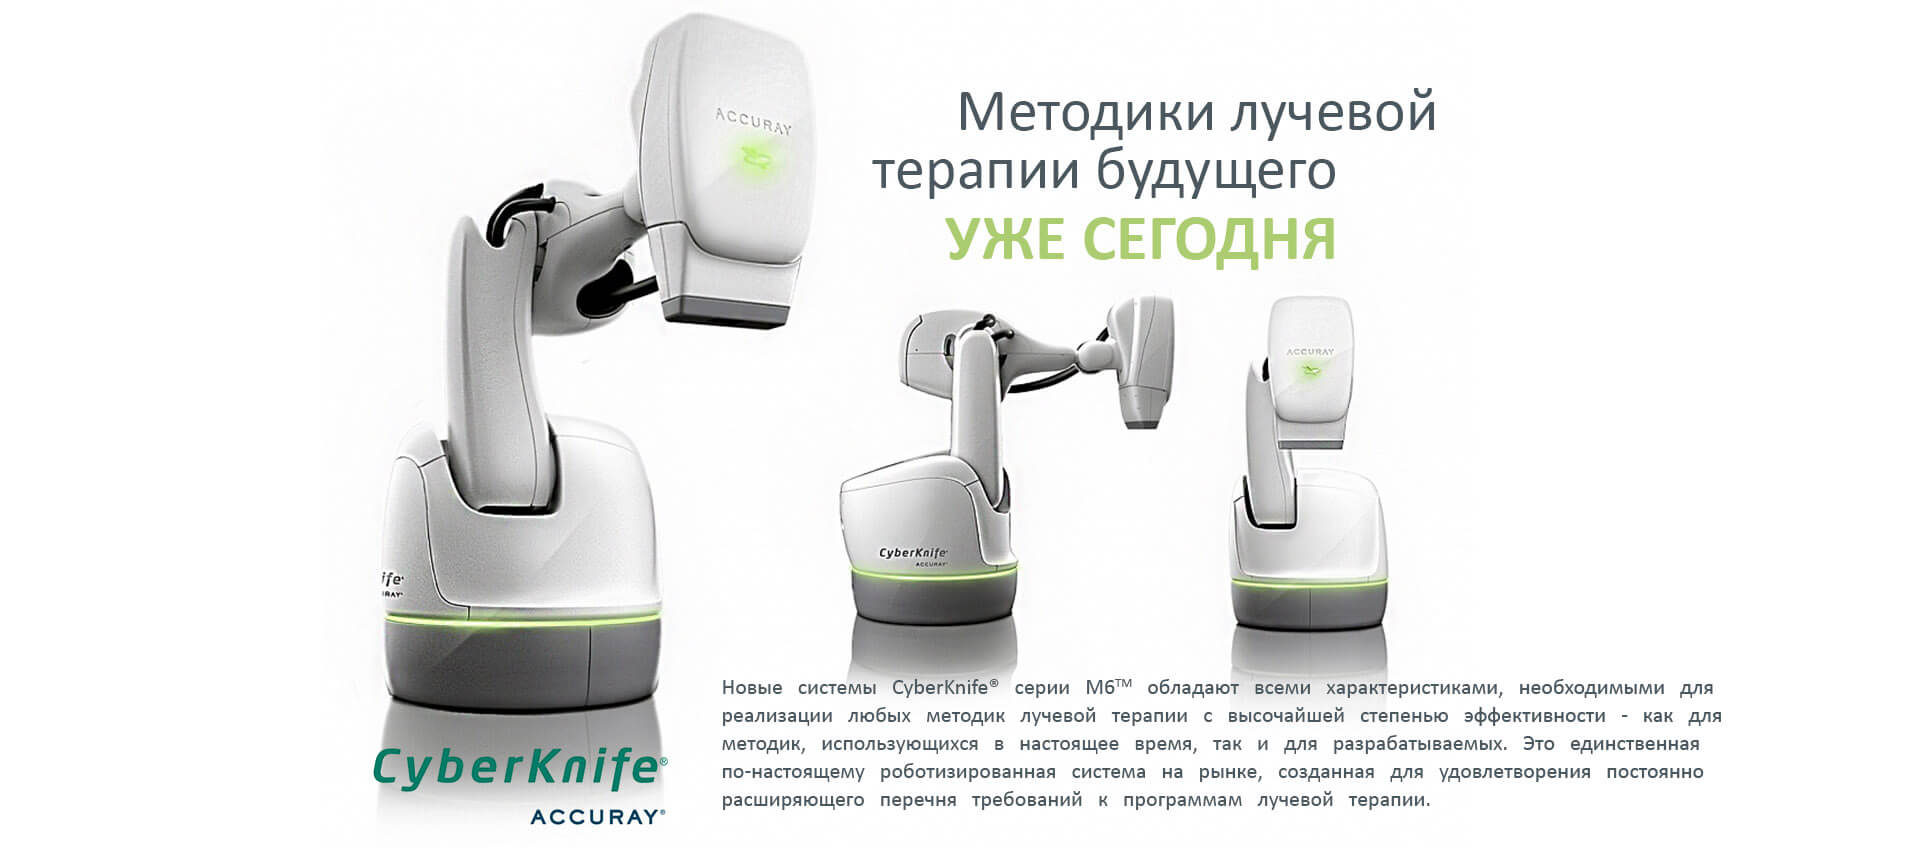 ACCURAY
Методики лучевой
терапии будущего
УЖЕ СЕГОДНЯ
ACCURAY
CyberKnife®
ACCURAY®
ife®
RAY®
Новые системы CyberKnife® серии M6™ обладают всеми характеристиками, необходимыми для
реализации любых методик лучевой терапии с высочайшей степенью эффективности - как для
методик, использующихся в настоящее время, так и для разрабатываемых. Это единственная
по-настоящему роботизированная система на рынке, созданная для удовлетворения постоянно
расширяющего перечня требований к программам лучевой терапии.
CyberKnife®
ACCURAY®